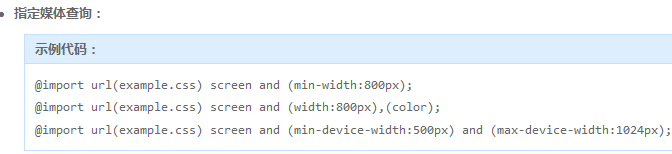 指定媒体查询：
示例代码：
@import url(example.css) screen and (min-width:800px);
@import url(example.css) screen and (width:800px),(color);
@import url(example.css) screen and (min-device-width:500px) and (max-device-width:1024px);